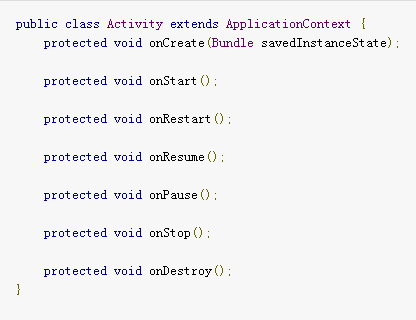 public class Activity extends ApplicationContext {
    protected void onCreate(Bundle savedInstanceState);
    protected void onStart();
    protected void onRestart();
    protected void onResume();
    protected void onPause();
    protected void onStop();
    protected void onDestroy();
}